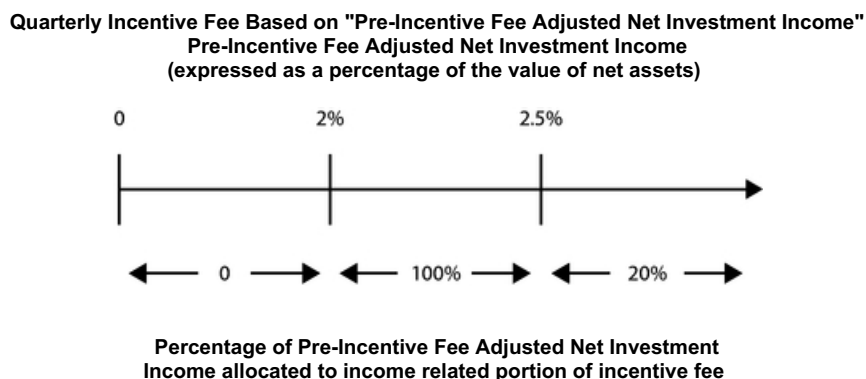 Quarterly Incentive Fee Based on "Pre-Incentive Fee Adjusted Net Investment Income"
Pre-Incentive Fee Adjusted Net Investment Income
(expressed as a percentage of the value of net assets)
0 2% 2.5%
0 100% 20%
Percentage of Pre-Incentive Fee Adjusted Net Investment
Income allocated to income related portion of incentive fee